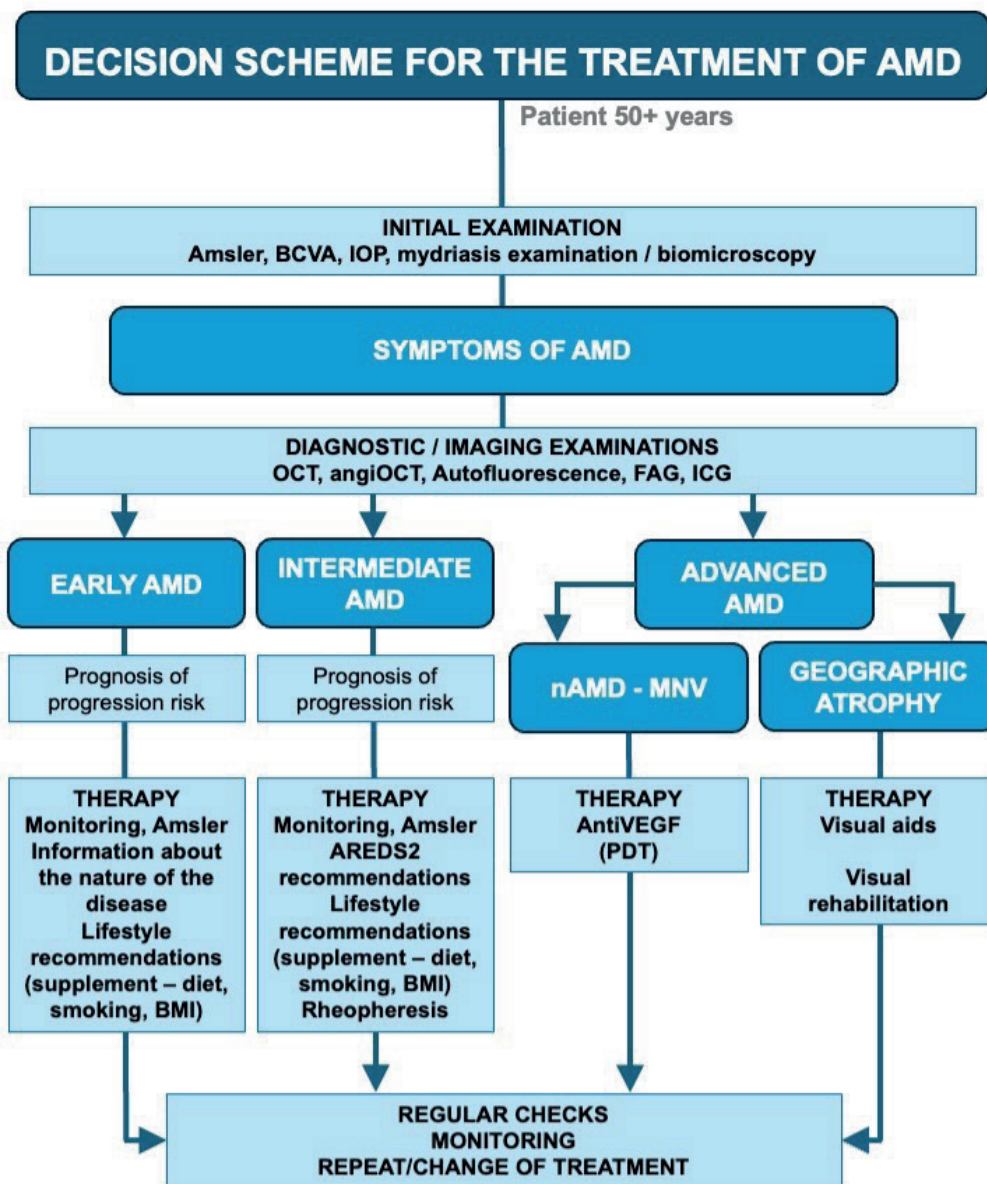 DECISION SCHEME FOR THE TREATMENT OF AMD
Patient 50+ years
INITIAL EXAMINATION
Amsler, BCVA, IOP, mydriasis examination / biomicroscopy
SYMPTOMS OF AMD
DIAGNOSTIC / IMAGING EXAMINATIONS
OCT, angiOCT, Autofluorescence, FAG, ICG
EARLY AMD
INTERMEDIATE
AMD
ADVANCED
AMD
nAMD - MNV
GEOGRAPHIC
ATROPHY
Prognosis of
progression risk
Prognosis of
progression risk
THERAPY
Monitoring, Amsler
Information about
the nature of the
disease
Lifestyle
recommendations
(supplement – diet,
smoking, BMI)
THERAPY
Monitoring, Amsler
AREDS2
recommendations
Lifestyle
recommendations
(supplement – diet,
smoking, BMI)
Rheopheresis
THERAPY
AntiVEGF
(PDT)
THERAPY
Visual aids
Visual
rehabilitation
REGULAR CHECKS
MONITORING
REPEAT/CHANGE OF TREATMENT